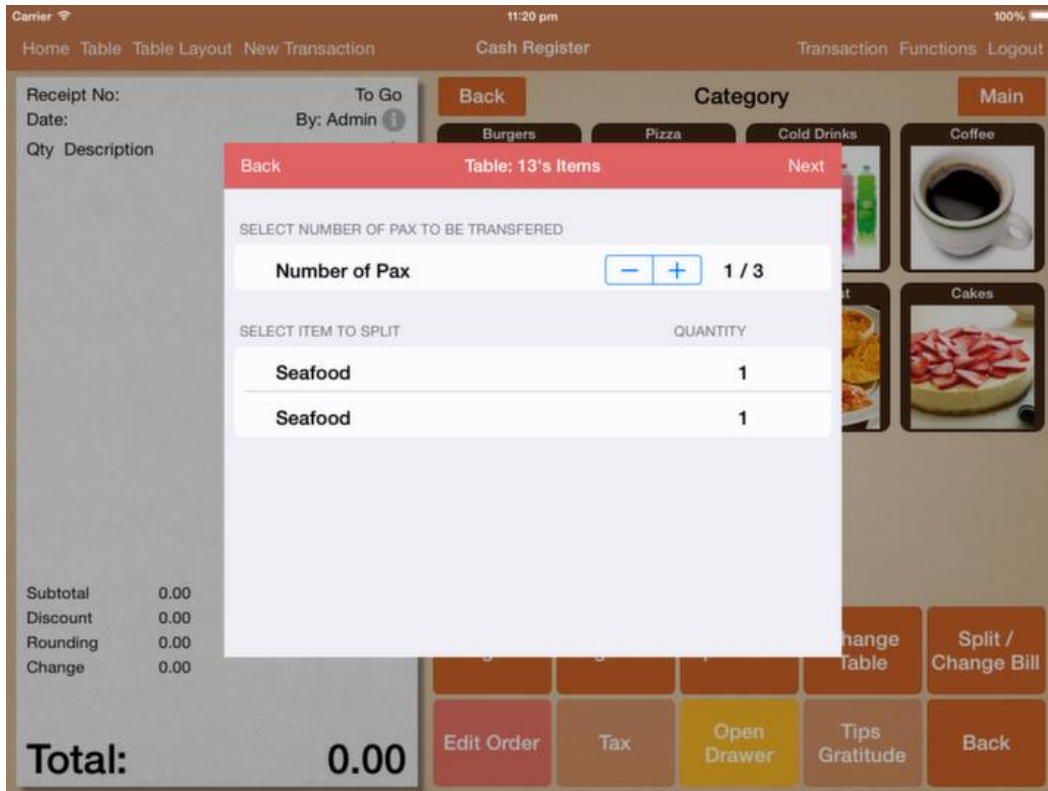 Carrier
11:20 pm
100%
Home Table Table Layout New Transaction
Cash Register
Transaction Functions Logout
Receipt No:
To Go
Date:
By: Admin
Qty Description
Back
Category
Main
Burgers
Pizza
Cold Drinks
Coffee
Cakes
Back
Table: 13's Items
Next
SELECT NUMBER OF PAX TO BE TRANSFERED
Number of Pax
− +
1 / 3
SELECT ITEM TO SPLIT
QUANTITY
Seafood
1
Seafood
1
Subtotal 0.00
Discount 0.00
Rounding 0.00
Change 0.00
Total: 0.00
Table
Split /
Change Bill
Edit Order
Tax
Open
Drawer
Tips
Gratitude
Back